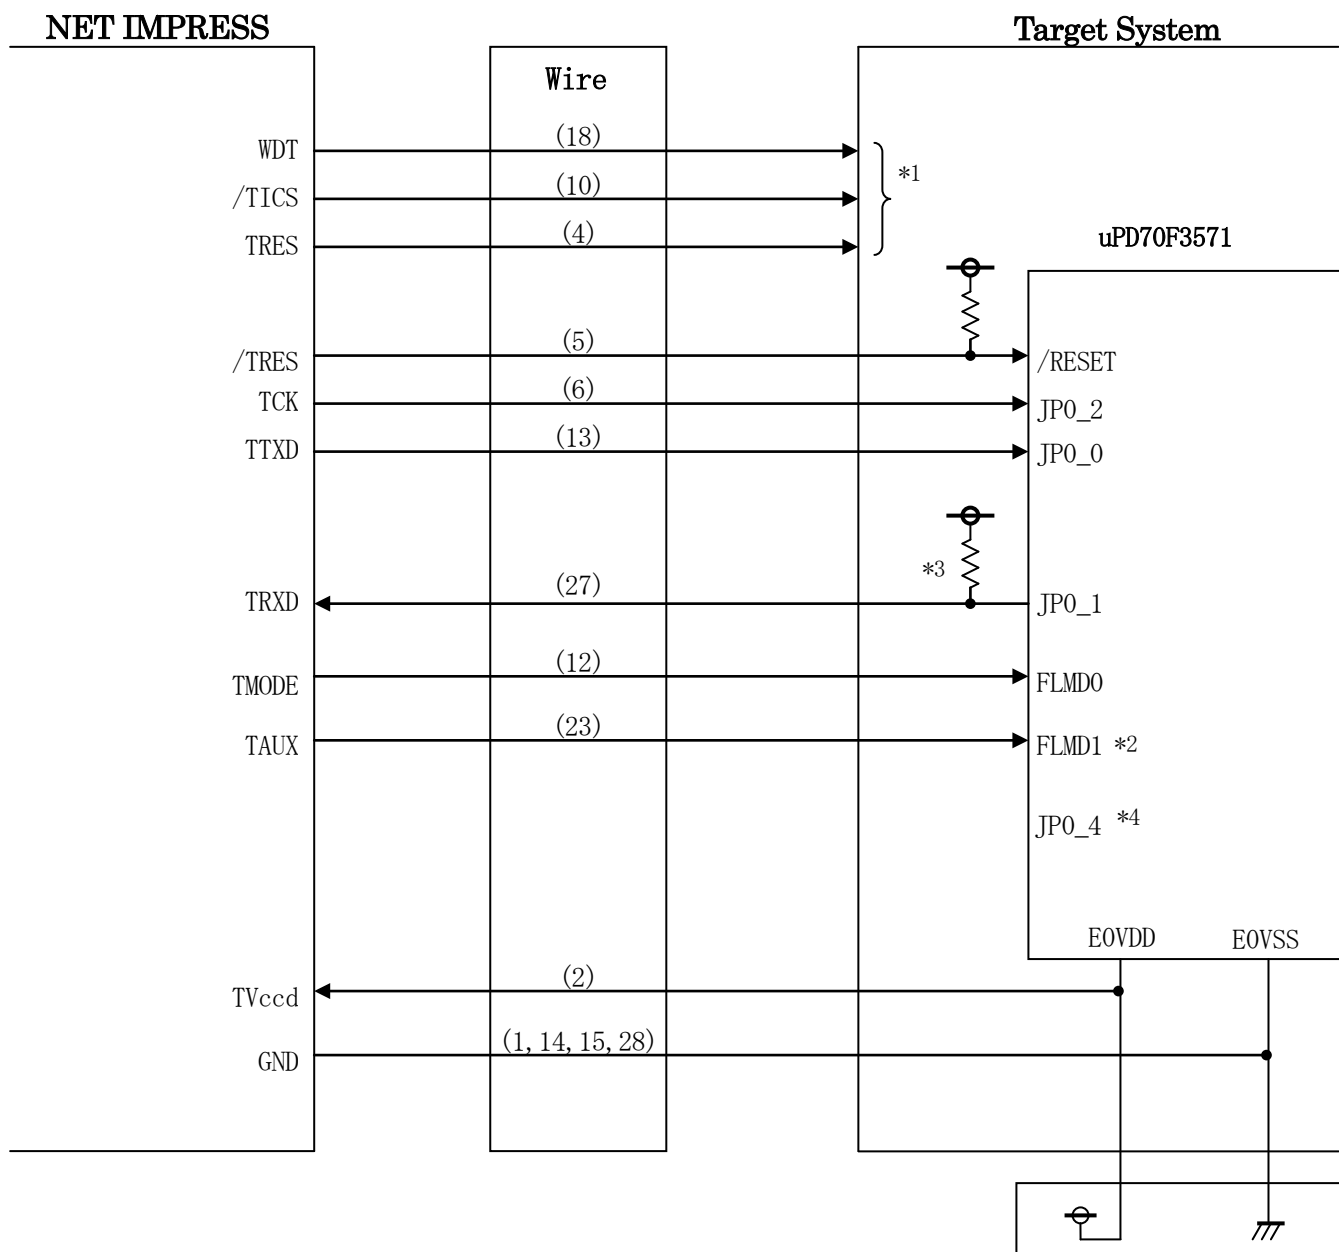 NET IMPRESS
Target System
Wire
WDT (18)
*1
/TICS (10)
TRES (4)
uPD70F3571
/TRES (5) /RESET
TCK (6) JP0_2
TTXD (13) JP0_0
*3
TRXD (27) JP0_1
TMODE (12) FLMD0
TAUX (23) FLMD1 *2
JP0_4 *4
E0VDD E0VSS
TVccd (2)
GND (1,14,15,28)